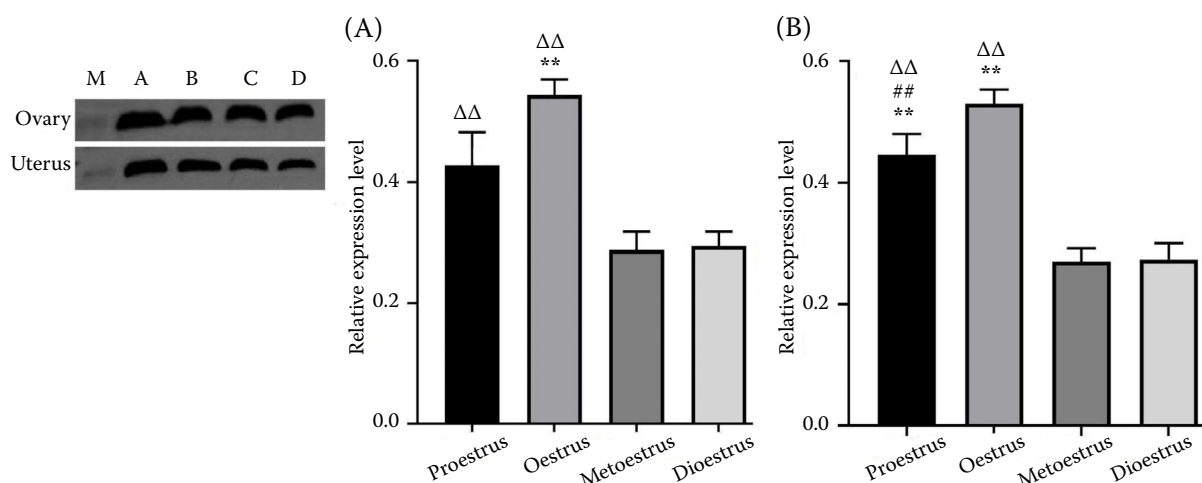 M A B C D
Ovary
Uterus
(A)
Relative expression level
0.6
0.4
0.2
0.0
ΔΔ
ΔΔ
**
Proestrus Oestrus Metoestrus Dioestrus
(B)
Relative expression level
0.6
0.4
0.2
0.0
ΔΔ
##
**
ΔΔ
**
Proestrus Oestrus Metoestrus Dioestrus